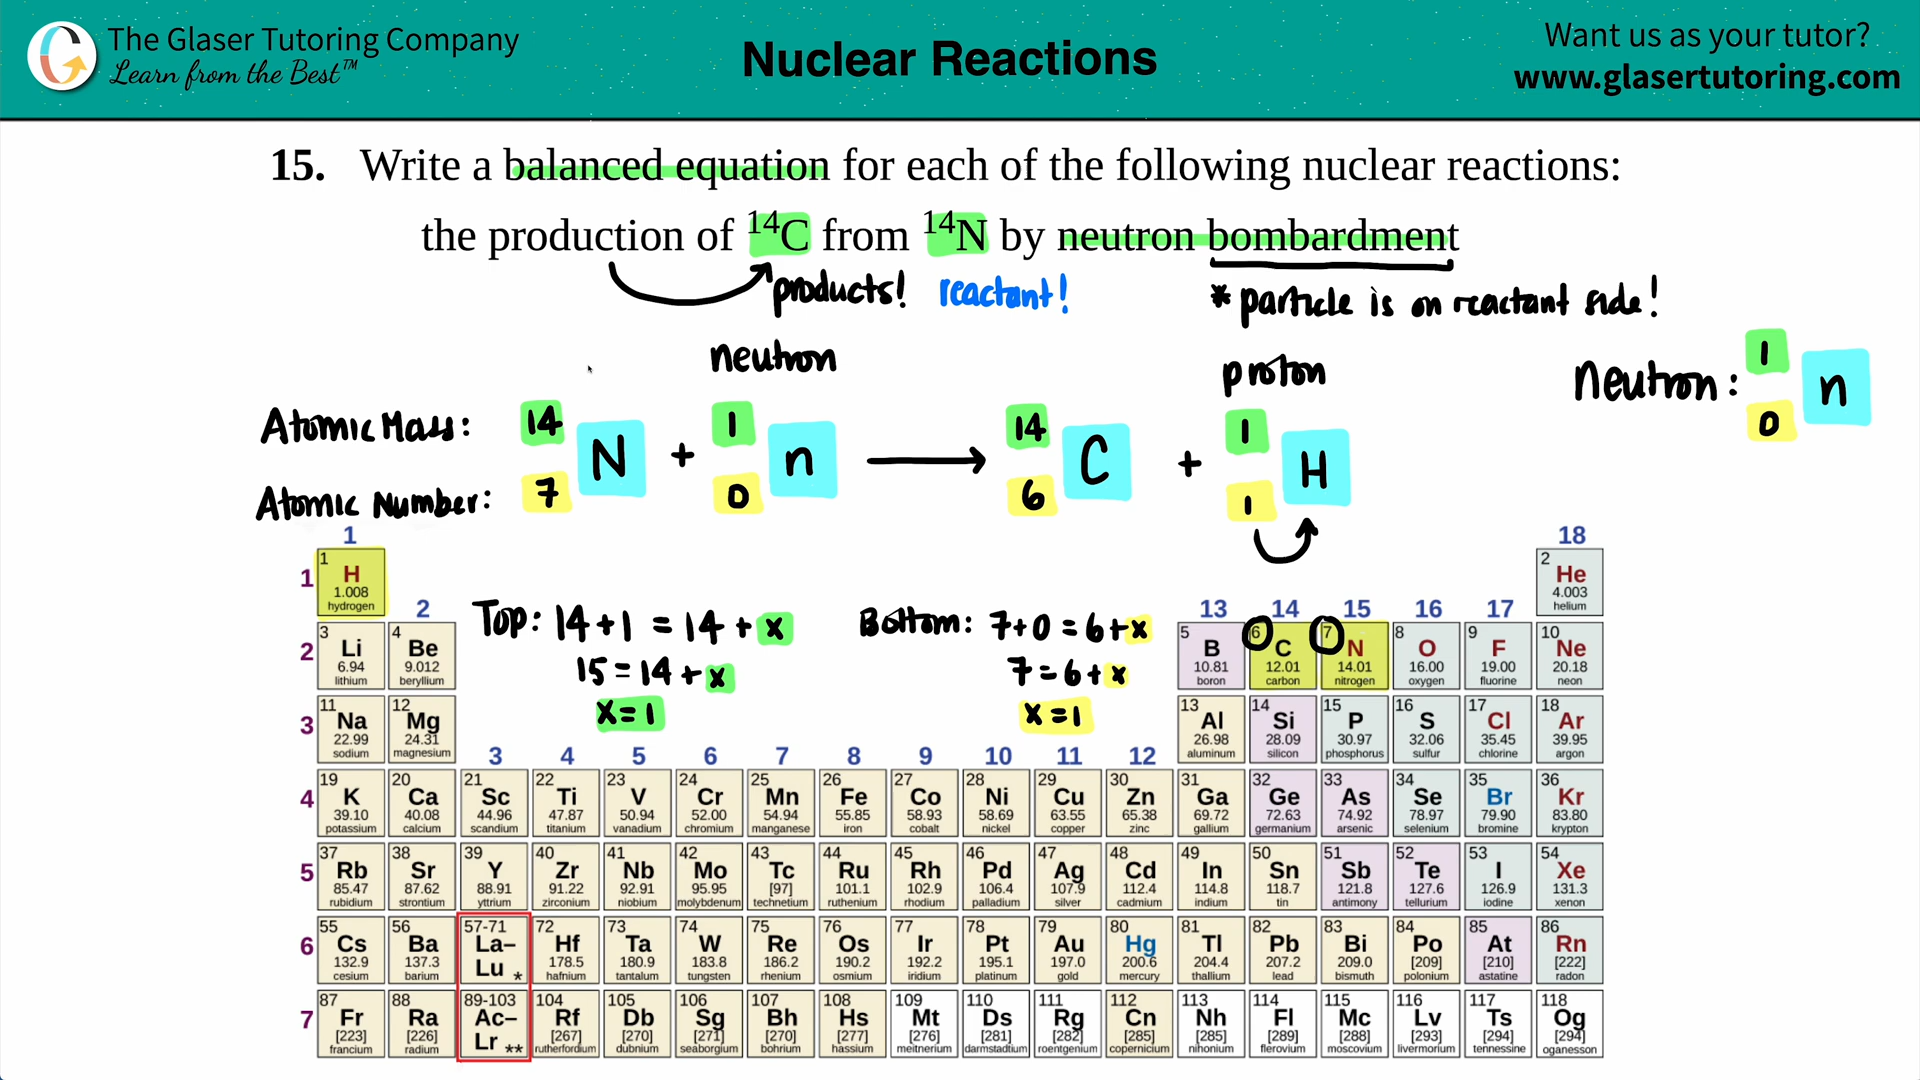 The Glaser Tutoring Company
Learn from the Best™
Nuclear Reactions
Want us as your tutor?
www.glasertutoring.com
15. Write a balanced equation for each of the following nuclear reactions:
the production of ¹⁴C from ¹⁴N by neutron bombardment
products! reactant! * particle is on reactant side!
neutron proton
Neutron: 1 0 n
Atomic Mass: 14 1 14 1
N + n → C + H
Atomic Number: 7 0 6 1
Top: 14+1 = 14+x
15 = 14+x
x=1
Bottom: 7+0=6+x
7=6+x
x=1
1 18
1 1 H 1.008 hydrogen 2 He 4.003 helium
2 13 14 15 16 17
2 3 Li 6.94 lithium 4 Be 9.012 beryllium 5 B 10.81 boron 6 C 12.01 carbon 7 N 14.01 nitrogen 8 O 16.00 oxygen 9 F 19.00 fluorine 10 Ne 20.18 neon
3 11 Na 22.99 sodium 12 Mg 24.31 magnesium 13 Al 26.98 aluminum 14 Si 28.09 silicon 15 P 30.97 phosphorus 16 S 32.06 sulfur 17 Cl 35.45 chlorine 18 Ar 39.95 argon
3 4 5 6 7 8 9 10 11 12
4 19 K 39.10 potassium 20 Ca 40.08 calcium 21 Sc 44.96 scandium 22 Ti 47.87 titanium 23 V 50.94 vanadium 24 Cr 52.00 chromium 25 Mn 54.94 manganese 26 Fe 55.85 iron 27 Co 58.93 cobalt 28 Ni 58.69 nickel 29 Cu 63.55 copper 30 Zn 65.38 zinc 31 Ga 69.72 gallium 32 Ge 72.63 germanium 33 As 74.92 arsenic 34 Se 78.97 selenium 35 Br 79.90 bromine 36 Kr 83.80 krypton
5 37 Rb 85.47 rubidium 38 Sr 87.62 strontium 39 Y 88.91 yttrium 40 Zr 91.22 zirconium 41 Nb 92.91 niobium 42 Mo 95.95 molybdenum 43 Tc [97] technetium 44 Ru 101.1 ruthenium 45 Rh 102.9 rhodium 46 Pd 106.4 palladium 47 Ag 107.9 silver 48 Cd 112.4 cadmium 49 In 114.8 indium 50 Sn 118.7 tin 51 Sb 121.8 antimony 52 Te 127.6 tellurium 53 I 126.9 iodine 54 Xe 131.3 xenon
6 55 Cs 132.9 cesium 56 Ba 137.3 barium 57-71 La– Lu * 72 Hf 178.5 hafnium 73 Ta 180.9 tantalum 74 W 183.8 tungsten 75 Re 186.2 rhenium 76 Os 190.2 osmium 77 Ir 192.2 iridium 78 Pt 195.1 platinum 79 Au 197.0 gold 80 Hg 200.6 mercury 81 Tl 204.4 thallium 82 Pb 207.2 lead 83 Bi 209.0 bismuth 84 Po [209] polonium 85 At [210] astatine 86 Rn [222] radon
7 87 Fr [223] francium 88 Ra [226] radium 89-103 Ac– Lr ** 104 Rf [267] rutherfordium 105 Db [270] dubnium 106 Sg [271] seaborgium 107 Bh [270] bohrium 108 Hs [277] hassium 109 Mt [276] meitnerium 110 Ds [281] darmstadtium 111 Rg [282] roentgenium 112 Cn [285] copernicium 113 Nh [285] nihonium 114 Fl [289] flerovium 115 Mc [288] moscovium 116 Lv [293] livermorium 117 Ts [294] tennessine 118 Og [294] oganesson